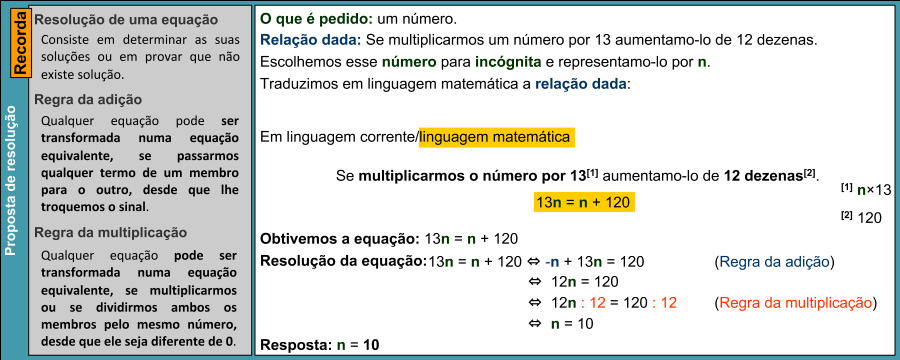 Proposta de resolução
Recorda
Resolução de uma equação
Consiste em determinar as suas
soluções ou em provar que não
existe solução.
Regra da adição
Qualquer equação pode ser
transformada numa equação
equivalente, se passarmos
qualquer termo de um membro
para o outro, desde que lhe
troquemos o sinal.
Regra da multiplicação
Qualquer equação pode ser
transformada numa equação
equivalente, se multiplicarmos
ou se dividirmos ambos os
membros pelo mesmo número,
desde que ele seja diferente de 0.
O que é pedido: um número.
Relação dada: Se multiplicarmos um número por 13 aumentamo-lo de 12 dezenas.
Escolhemos esse número para incógnita e representamo-lo por n.
Traduzimos em linguagem matemática a relação dada:
Em linguagem corrente/linguagem matemática
Se multiplicarmos o número por 13[1] aumentamo-lo de 12 dezenas[2].
13n = n + 120
[1] n×13
[2] 120
Obtivemos a equação: 13n = n + 120
Resolução da equação:13n = n + 120 ⇔ -n + 13n = 120 (Regra da adição)
⇔ 12n = 120
⇔ 12n : 12 = 120 : 12 (Regra da multiplicação)
⇔ n = 10
Resposta: n = 10